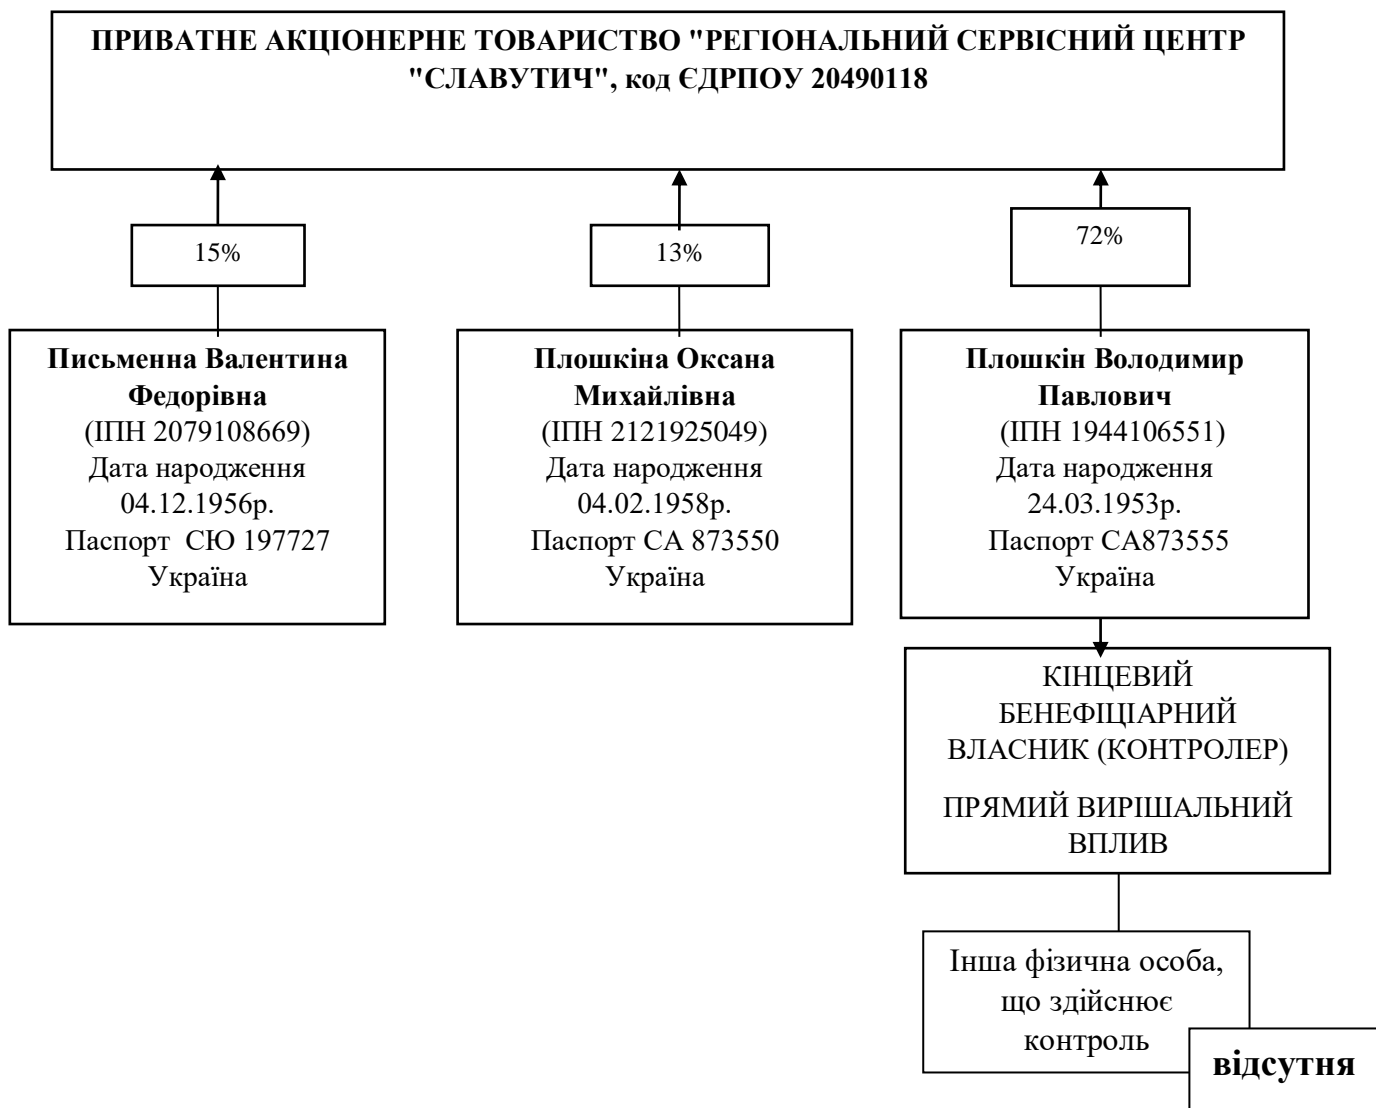 ПРИВАТНЕ АКЦІОНЕРНЕ ТОВАРИСТВО "РЕГІОНАЛЬНИЙ СЕРВІСНИЙ ЦЕНТР
"СЛАВУТИЧ", код ЄДРПОУ 20490118
15%
13%
72%
Письменна Валентина
Федорівна
(ІПН 2079108669)
Дата народження
04.12.1956р.
Паспорт СЮ 197727
Україна
Плошкіна Оксана
Михайлівна
(ІПН 2121925049)
Дата народження
04.02.1958р.
Паспорт СА 873550
Україна
Плошкін Володимир
Павлович
(ІПН 1944106551)
Дата народження
24.03.1953р.
Паспорт СА873555
Україна
КІНЦЕВИЙ
БЕНЕФІЦІАРНИЙ
ВЛАСНИК (КОНТРОЛЕР)
ПРЯМИЙ ВИРІШАЛЬНИЙ
ВПЛИВ
Інша фізична особа,
що здійснює
контроль
відсутня